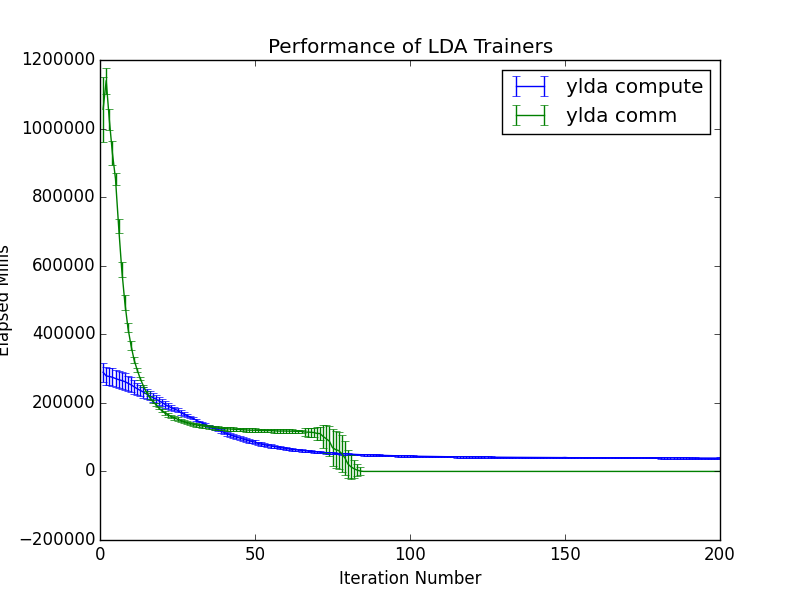 Performance of LDA Trainers
1200000
1000000
800000
600000
400000
200000
0
−200000
Elapsed Millis
0 50 100 150 200
Iteration Number
ylda compute
ylda comm